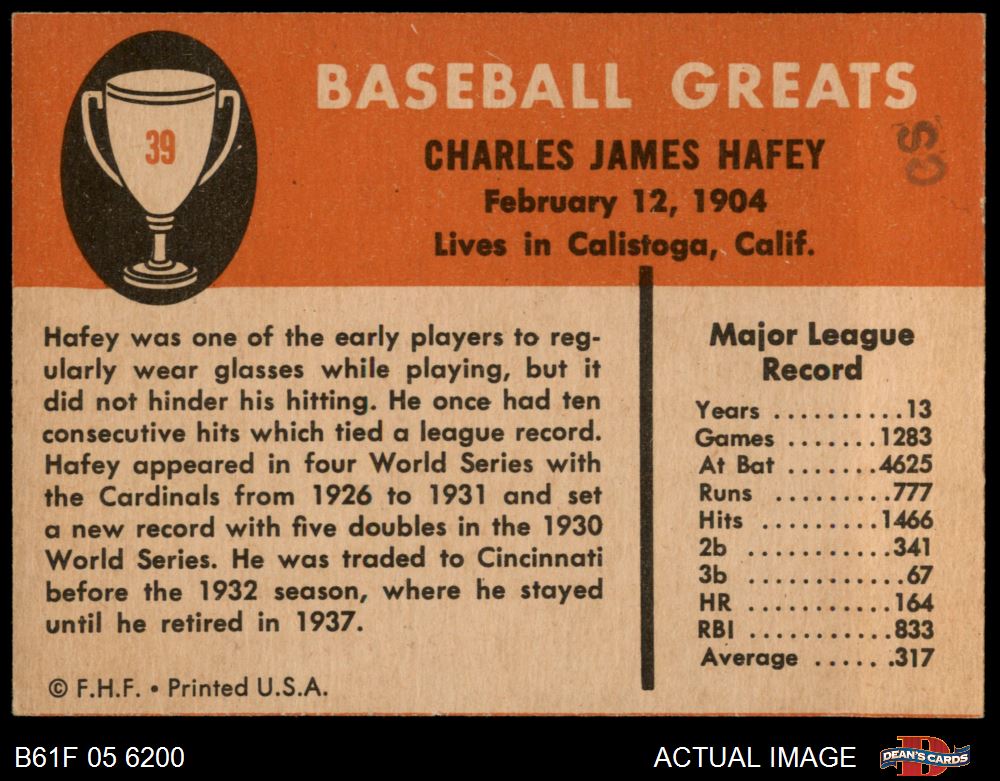 39
BASEBALL GREATS
CHARLES JAMES HAFEY
February 12, 1904
Lives in Calistoga, Calif.
CS
Hafey was one of the early players to reg-
ularly wear glasses while playing, but it
did not hinder his hitting. He once had ten
consecutive hits which tied a league record.
Hafey appeared in four World Series with
the Cardinals from 1926 to 1931 and set
a new record with five doubles in the 1930
World Series. He was traded to Cincinnati
before the 1932 season, where he stayed
until he retired in 1937.
© F.H.F. • Printed U.S.A.
Major League
Record
Years ..........13
Games .......1283
At Bat .......4625
Runs .........777
Hits .........1466
2b ...........341
3b ............67
HR ...........164
RBI ..........833
Average ......317
B61F 05 6200
ACTUAL IMAGE
D
DEAN'S CARDS